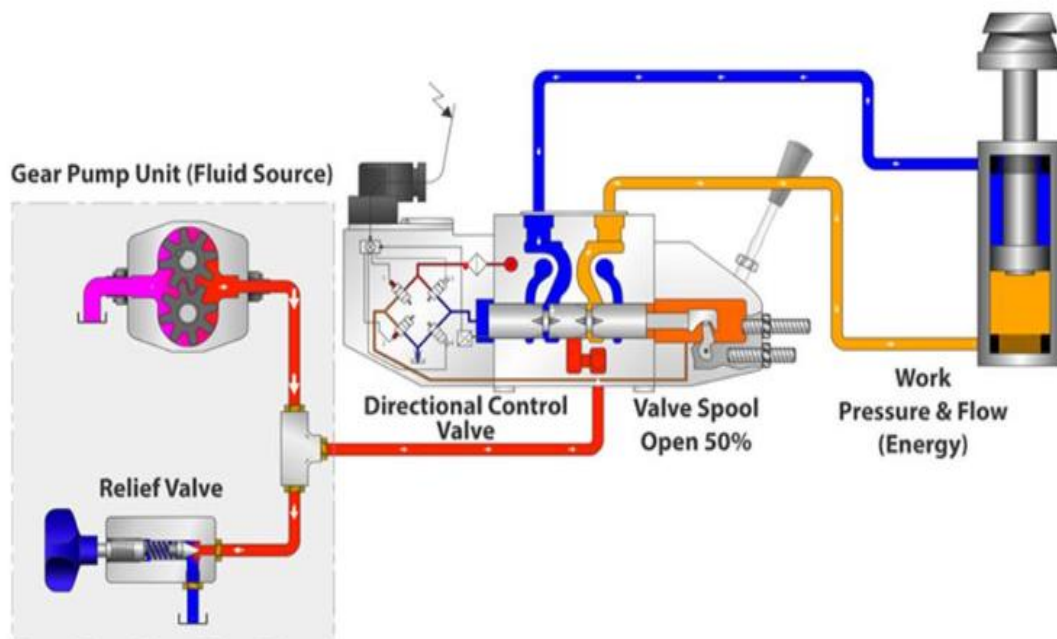 Gear Pump Unit (Fluid Source)
Directional Control
Valve
Valve Spool
Open 50%
Work
Pressure & Flow
(Energy)
Relief Valve